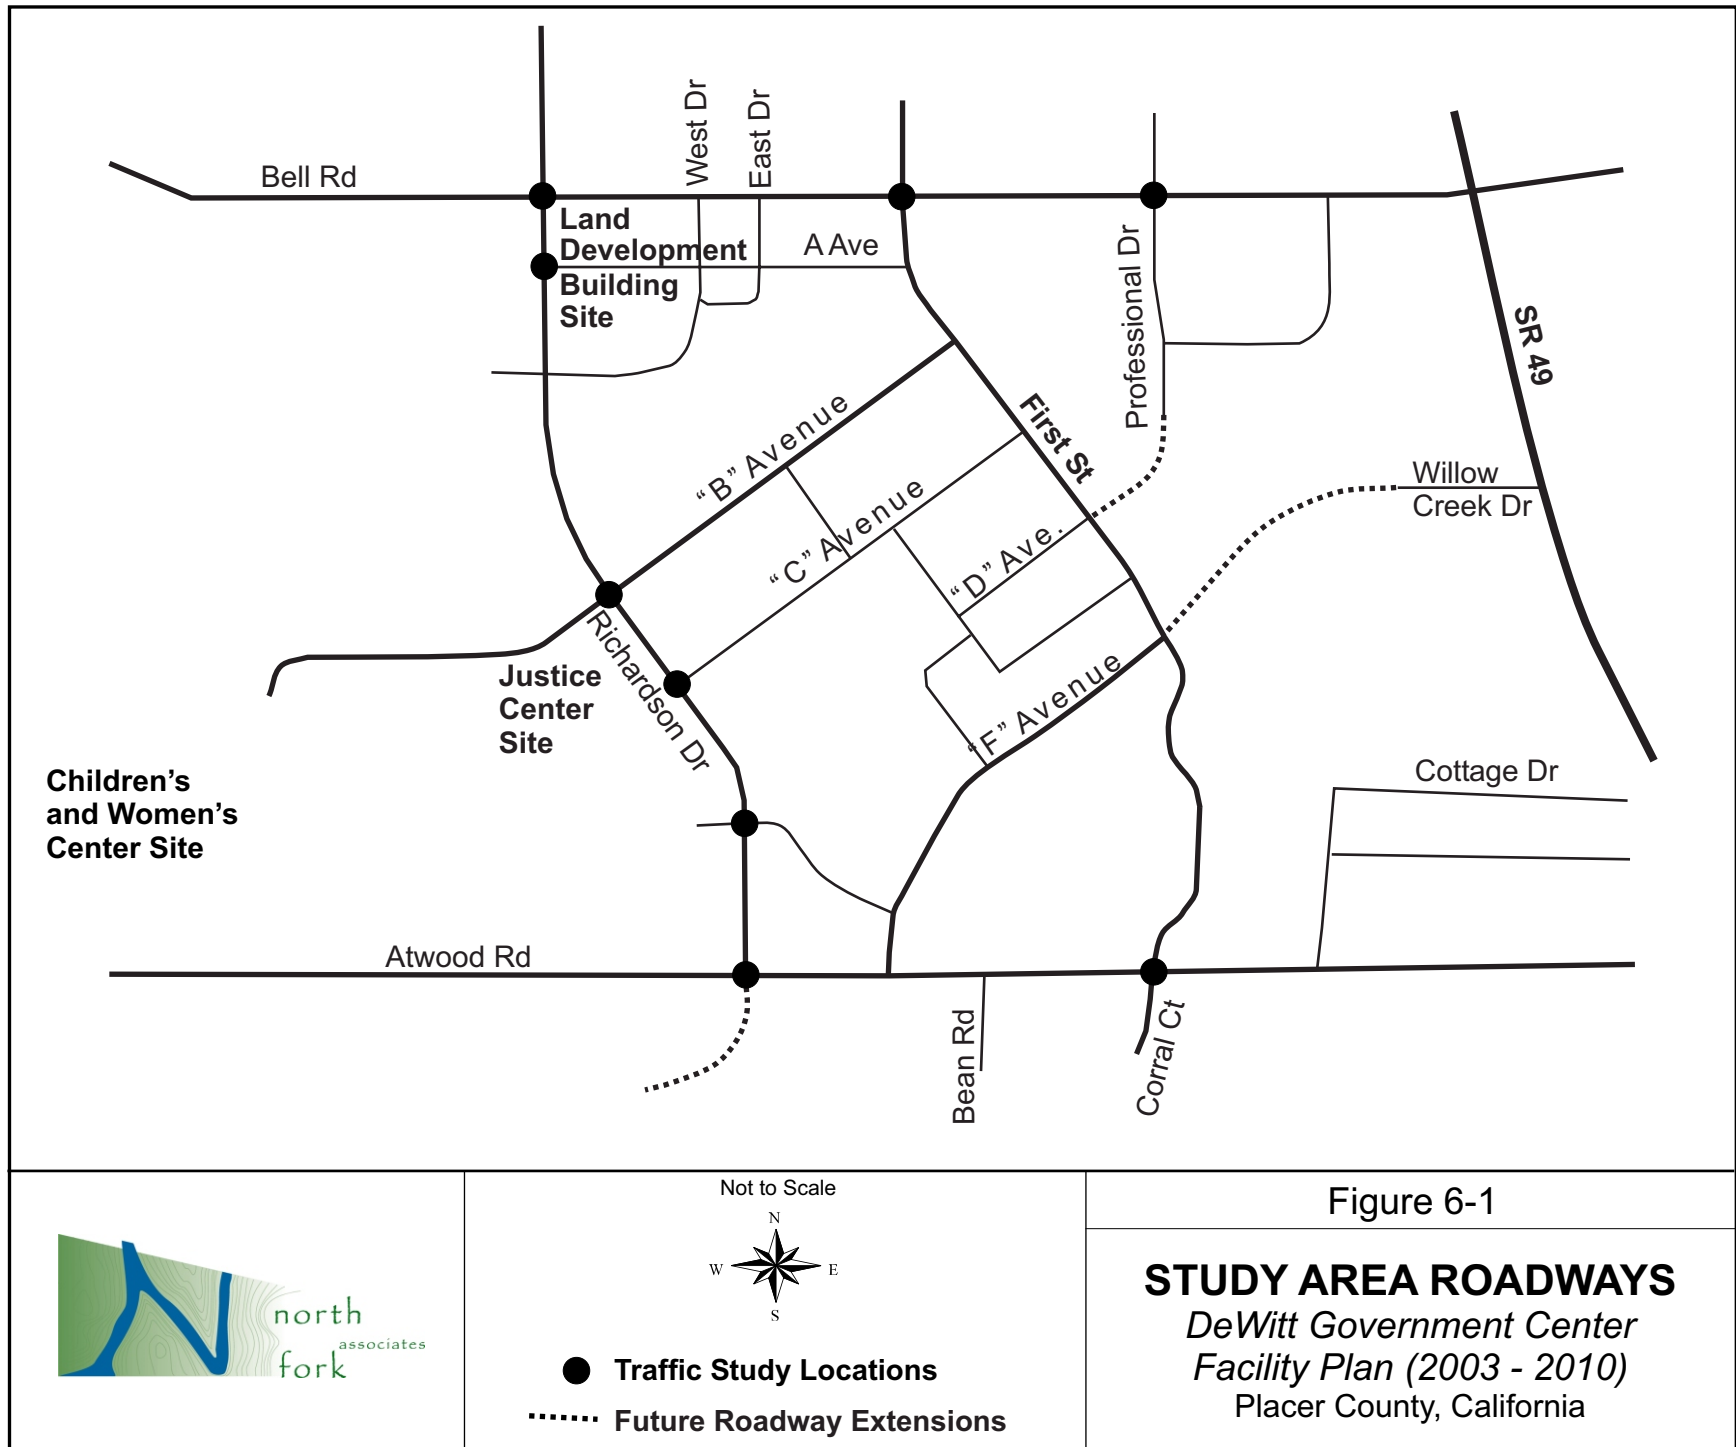 West Dr
East Dr
Bell Rd
Land
Development
Building
Site
A Ave
Professional Dr
SR 49
“B” Avenue
First St
“C” Avenue
Willow
Creek Dr
“D” Ave.
Richardson Dr
Justice
Center
Site
“F” Avenue
Children’s
and Women’s
Center Site
Cottage Dr
Atwood Rd
Bean Rd
Corral Ct
north
associates
fork
Not to Scale
N
W
E
S
Traffic Study Locations
Future Roadway Extensions
Figure 6-1
STUDY AREA ROADWAYS
DeWitt Government Center
Facility Plan (2003 - 2010)
Placer County, California